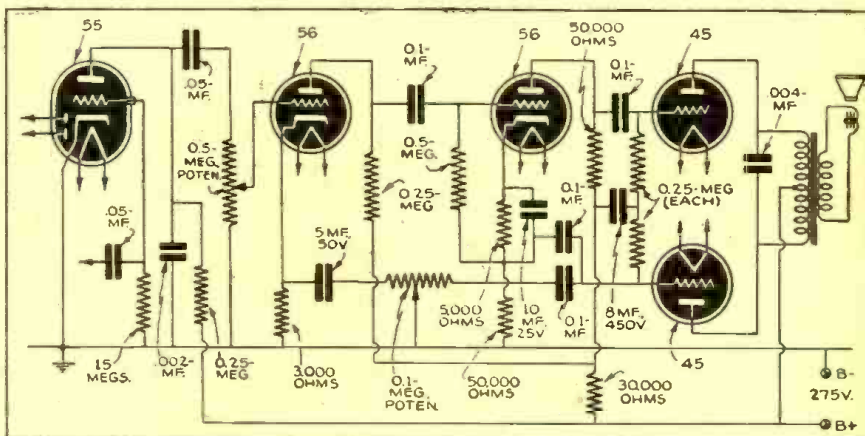 55
.05-
MF.
56
0.1-
MF.
56
50,000
OHMS
0.1-
MF.
45
.004-
MF
0.5-
MEG.
POTEN.
0.5-
MEG.
0.25-
MEG
0.1-
MF.
0.25-MEG
(EACH)
.05-
MF.
5 MF.
50V
1.5
MEGS.
.002-
MF.
0.25-
MEG
3,000
OHMS
0.1-
MEG.
POTEN.
5,000
OHMS
50,000
OHMS
10
MF.
25V.
0.1-
MF.
8 MF.
450V.
45
30,000
OHMS
B-
275V.
B+